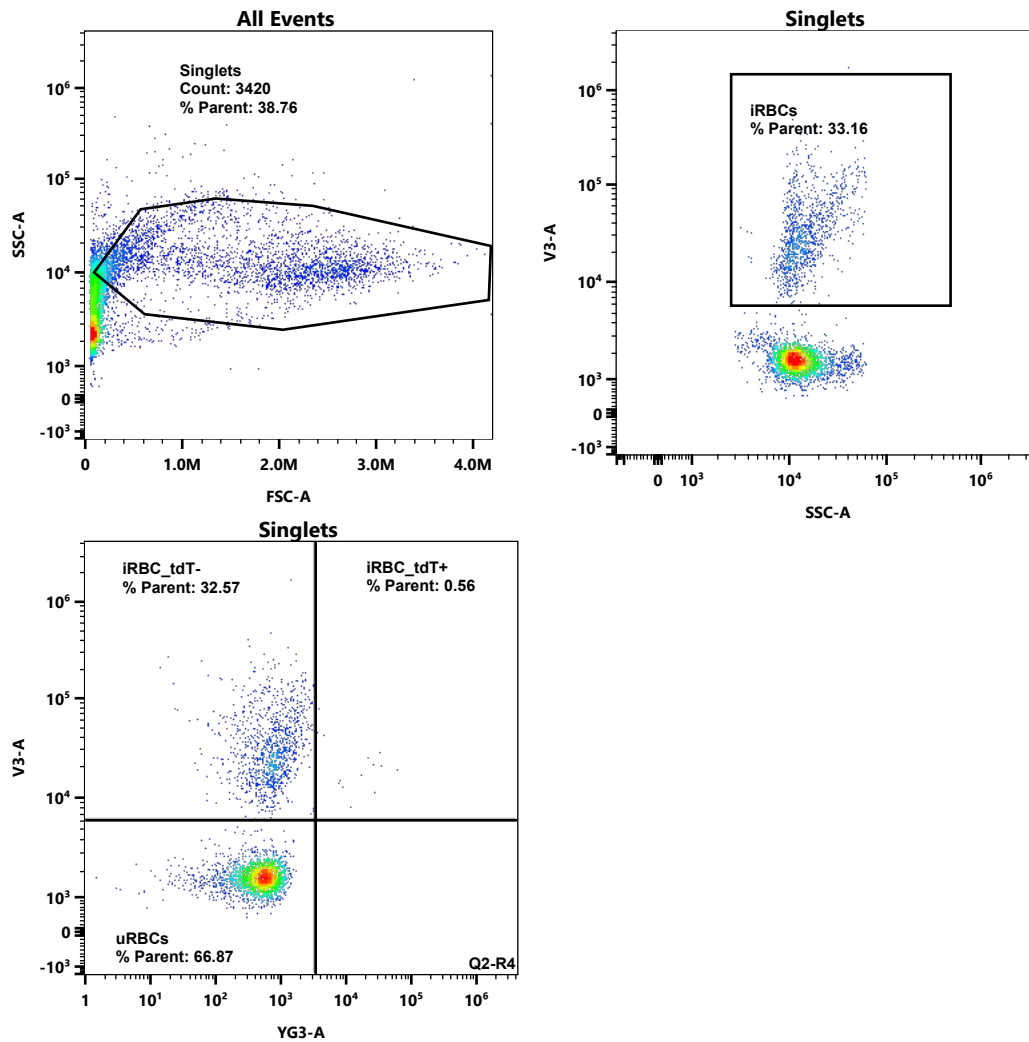 All Events
Singlets
Count: 3420
% Parent: 38.76
SSC-A
10⁶
10⁵
10⁴
10³
0
-10³
0
1.0M
2.0M
3.0M
4.0M
FSC-A
Singlets
iRBCs
% Parent: 33.16
V3-A
10⁶
10⁵
10⁴
10³
0
-10³
0
10³
10⁴
10⁵
10⁶
SSC-A
Singlets
iRBC_tdT-
% Parent: 32.57
iRBC_tdT+
% Parent: 0.56
V3-A
10⁶
10⁵
10⁴
10³
0
-10³
uRBCs
% Parent: 66.87
Q2-R4
1
10¹
10²
10³
10⁴
10⁵
10⁶
YG3-A